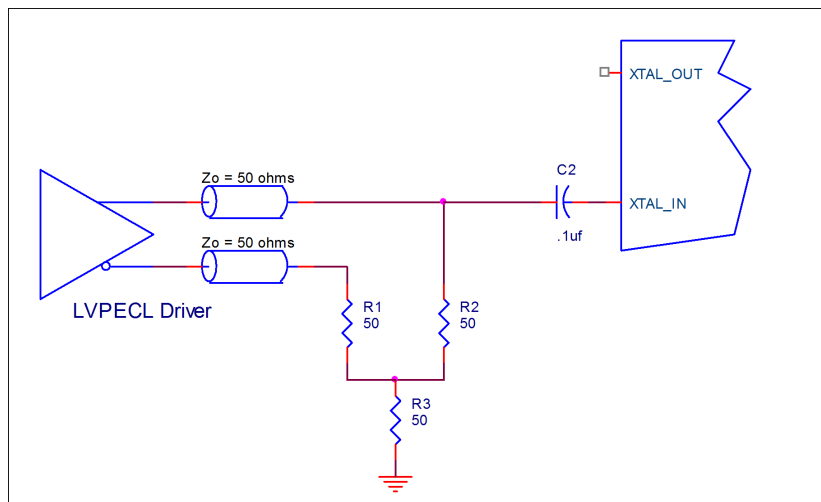 XTAL_OUT
Zo = 50 ohms
C2
XTAL_IN
.1uf
Zo = 50 ohms
LVPECL Driver
R1
50
R2
50
R3
50